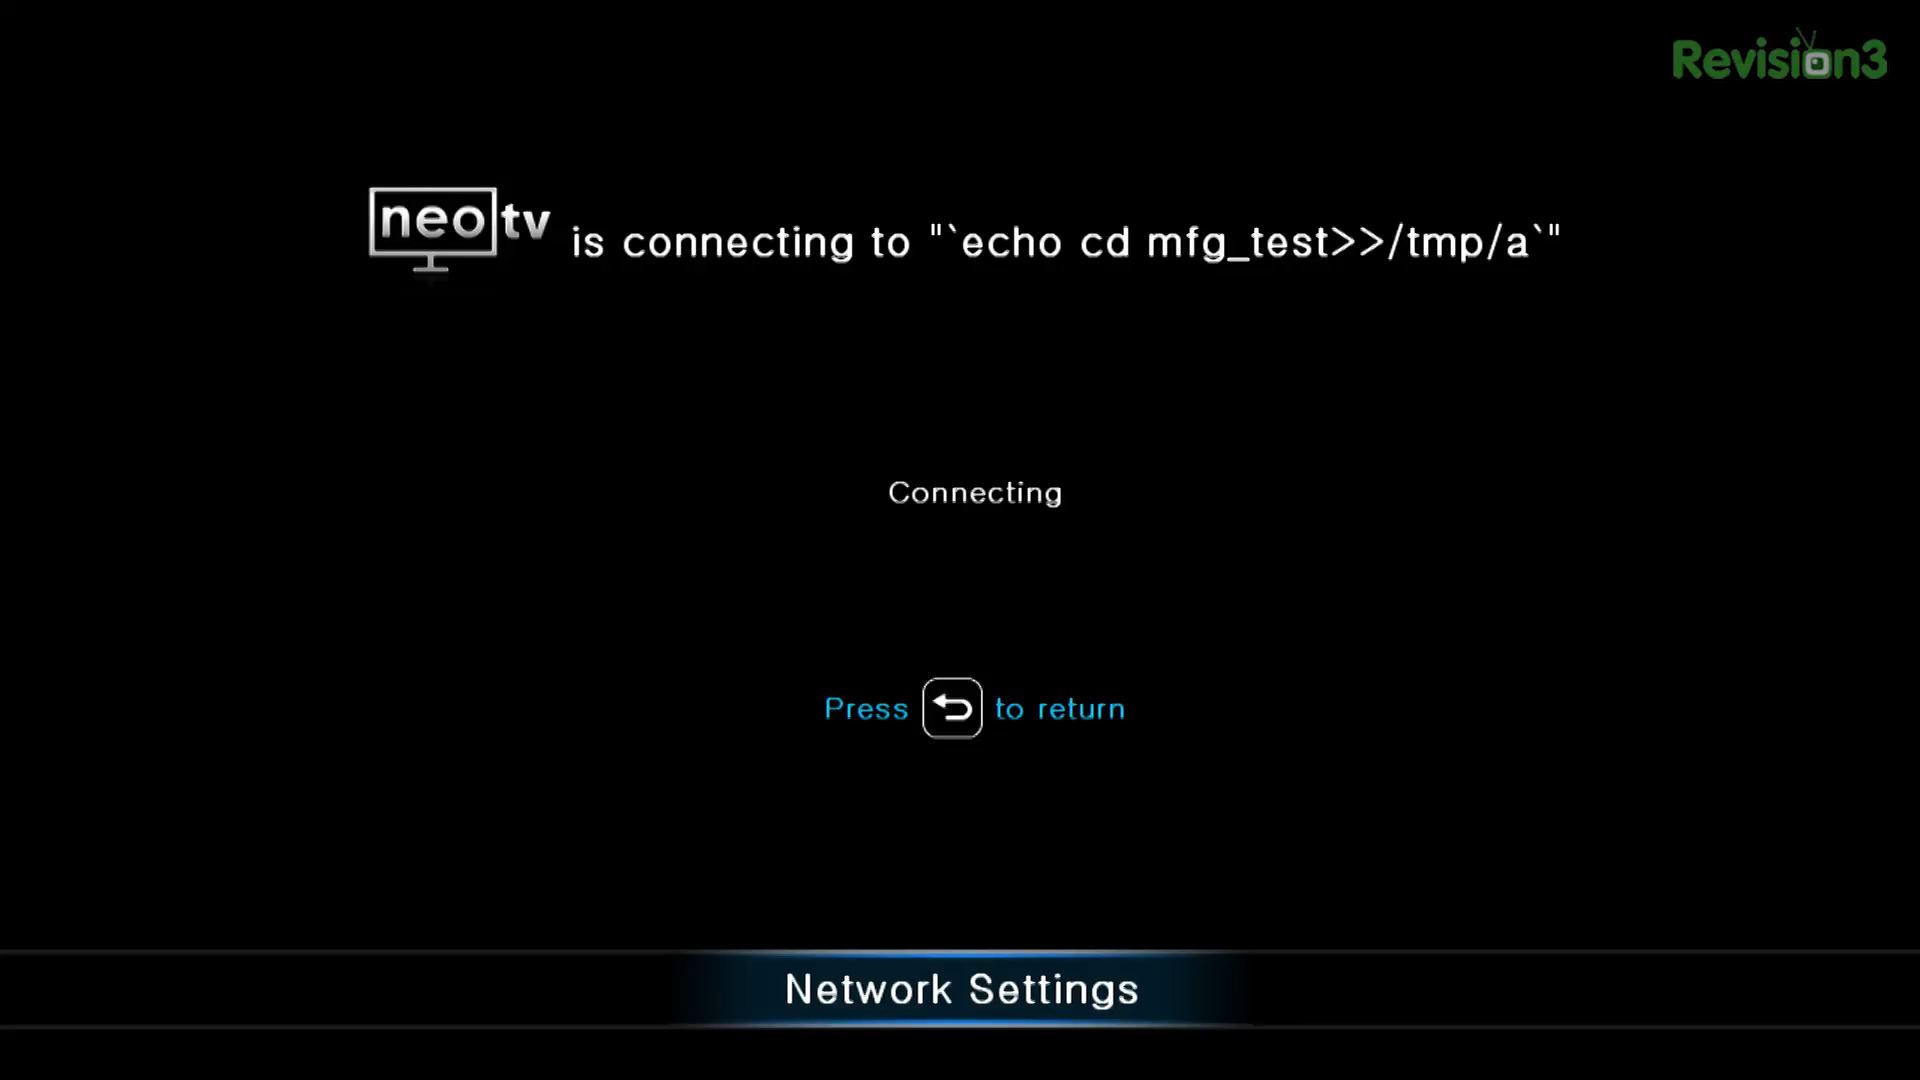 Revision3
neotv is connecting to "`echo cd mfg_test>>/tmp/a`"
Connecting
Press to return
Network Settings